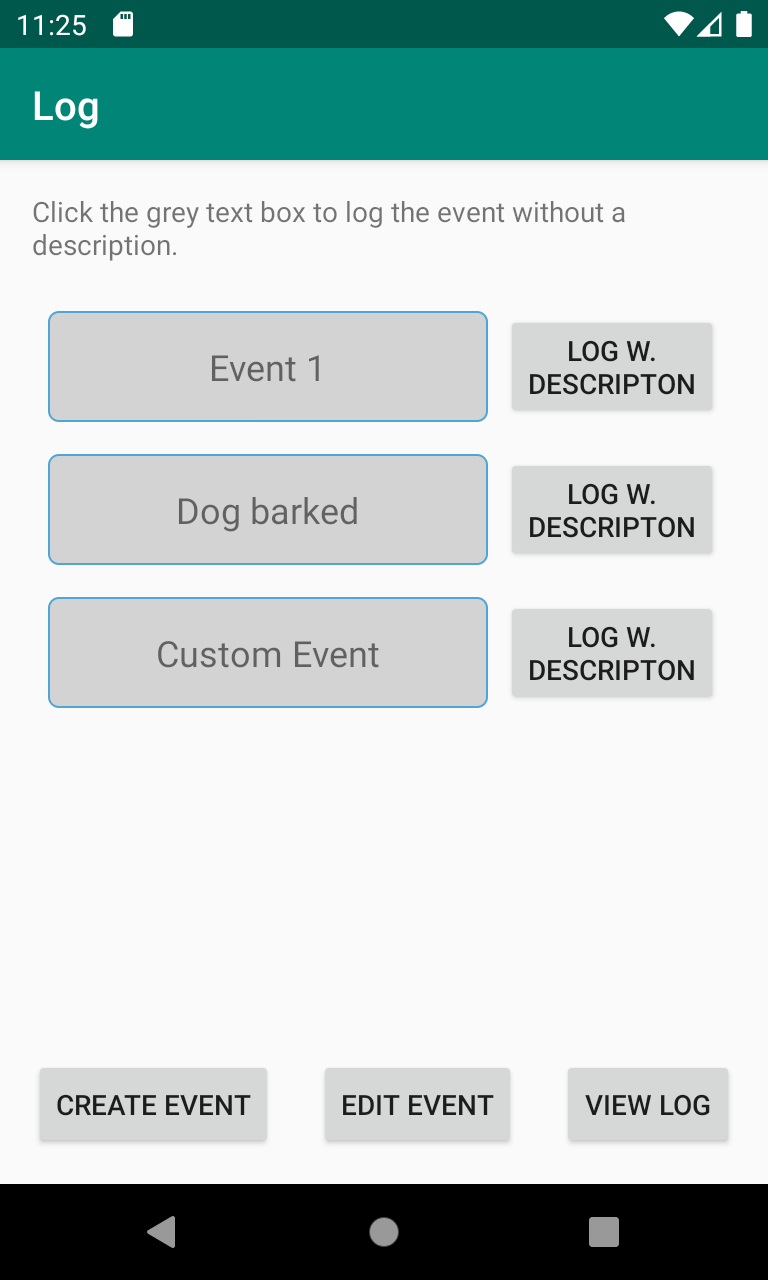 11:25
Log
Click the grey text box to log the event without a
description.
Event 1
LOG W.
DESCRIPTON
Dog barked
LOG W.
DESCRIPTON
Custom Event
LOG W.
DESCRIPTON
CREATE EVENT
EDIT EVENT
VIEW LOG